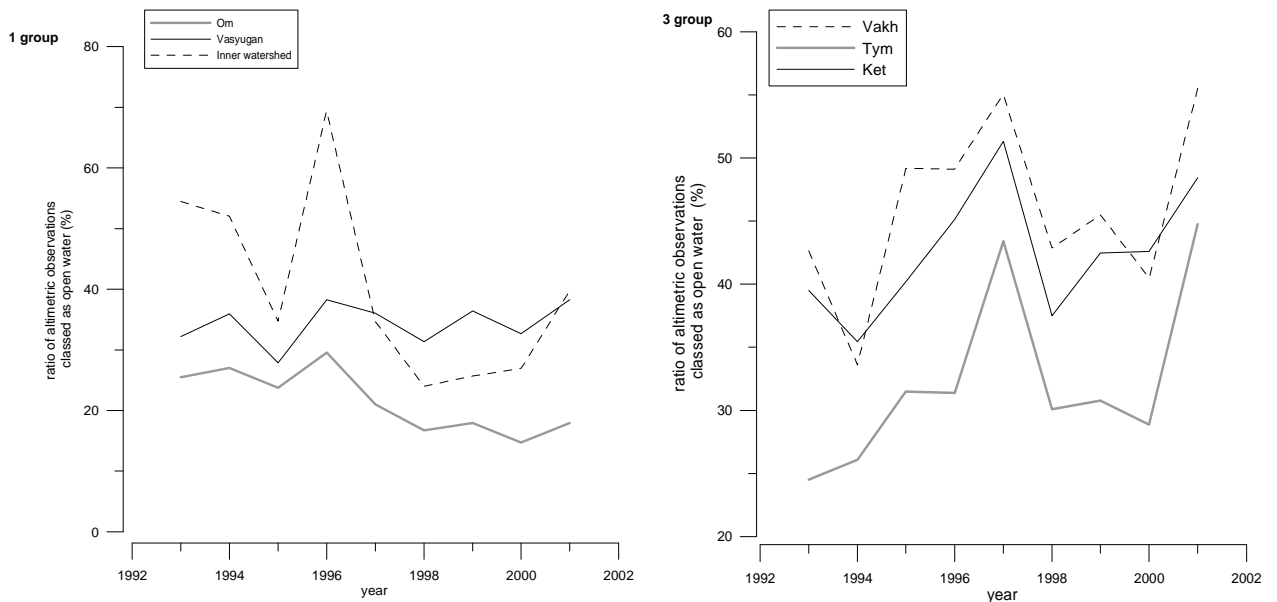 1 group
Om
Vasyugan
Inner watershed
80
60
40
20
0
ratio of altimetric observations
classed as open water (%)
1992
1994
1996
1998
2000
2002
year
3 group
Vakh
Tym
Ket
60
50
40
30
20
ratio of altimetric observations
classed as open water (%)
1992
1994
1996
1998
2000
2002
year